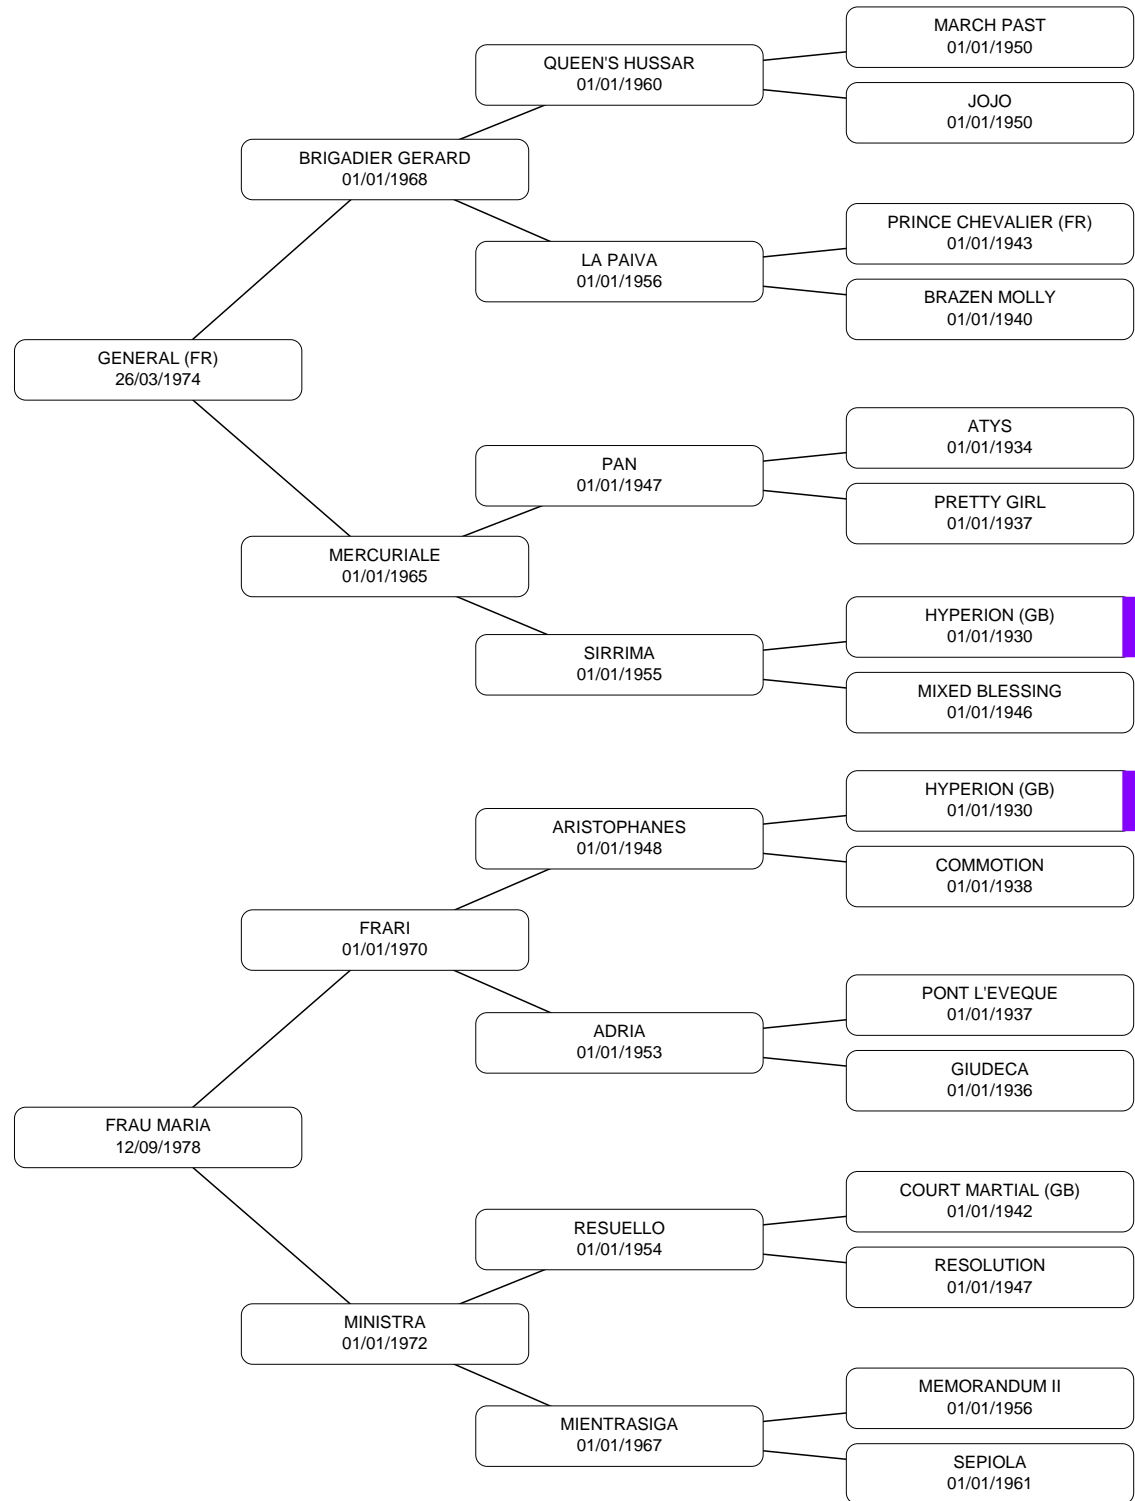 MARCH PAST
01/01/1950
QUEEN'S HUSSAR
01/01/1960
JOJO
01/01/1950
BRIGADIER GERARD
01/01/1968
PRINCE CHEVALIER (FR)
01/01/1943
LA PAIVA
01/01/1956
BRAZEN MOLLY
01/01/1940
GENERAL (FR)
26/03/1974
ATYS
01/01/1934
PAN
01/01/1947
PRETTY GIRL
01/01/1937
MERCURIALE
01/01/1965
HYPERION (GB)
01/01/1930
SIRRIMA
01/01/1955
MIXED BLESSING
01/01/1946
HYPERION (GB)
01/01/1930
ARISTOPHANES
01/01/1948
COMMOTION
01/01/1938
FRARI
01/01/1970
PONT L'EVEQUE
01/01/1937
ADRIA
01/01/1953
GIUDECA
01/01/1936
FRAU MARIA
12/09/1978
COURT MARTIAL (GB)
01/01/1942
RESUELLO
01/01/1954
RESOLUTION
01/01/1947
MINISTRA
01/01/1972
MEMORANDUM II
01/01/1956
MIENTRASIGA
01/01/1967
SEPIOLA
01/01/1961